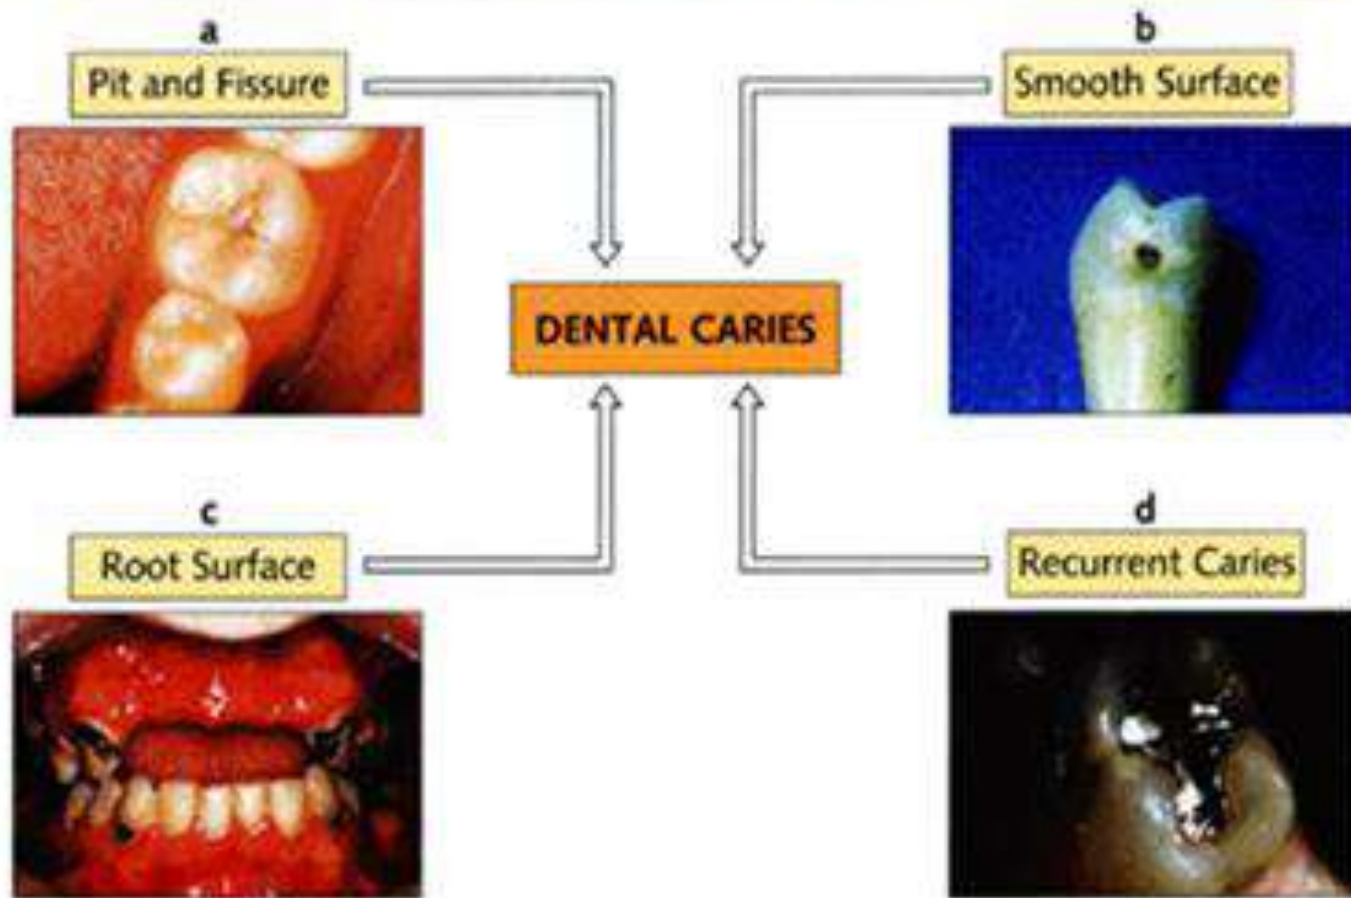 a
Pit and Fissure
b
Smooth Surface
DENTAL CARIES
c
Root Surface
d
Recurrent Caries